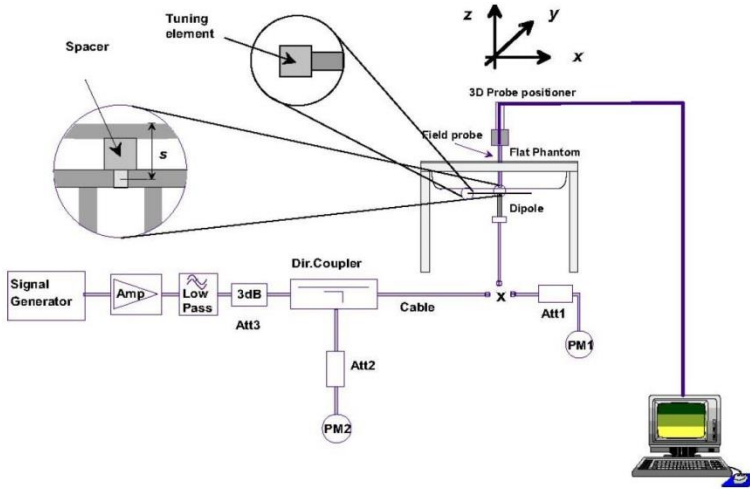 Tuning
element
Spacer
s
z
y
x
3D Probe positioner
Field probe
Flat Phantom
Dipole
Dir.Coupler
Signal
Generator
Amp
Low
Pass
3dB
Att3
Cable
x
Att1
PM1
Att2
PM2